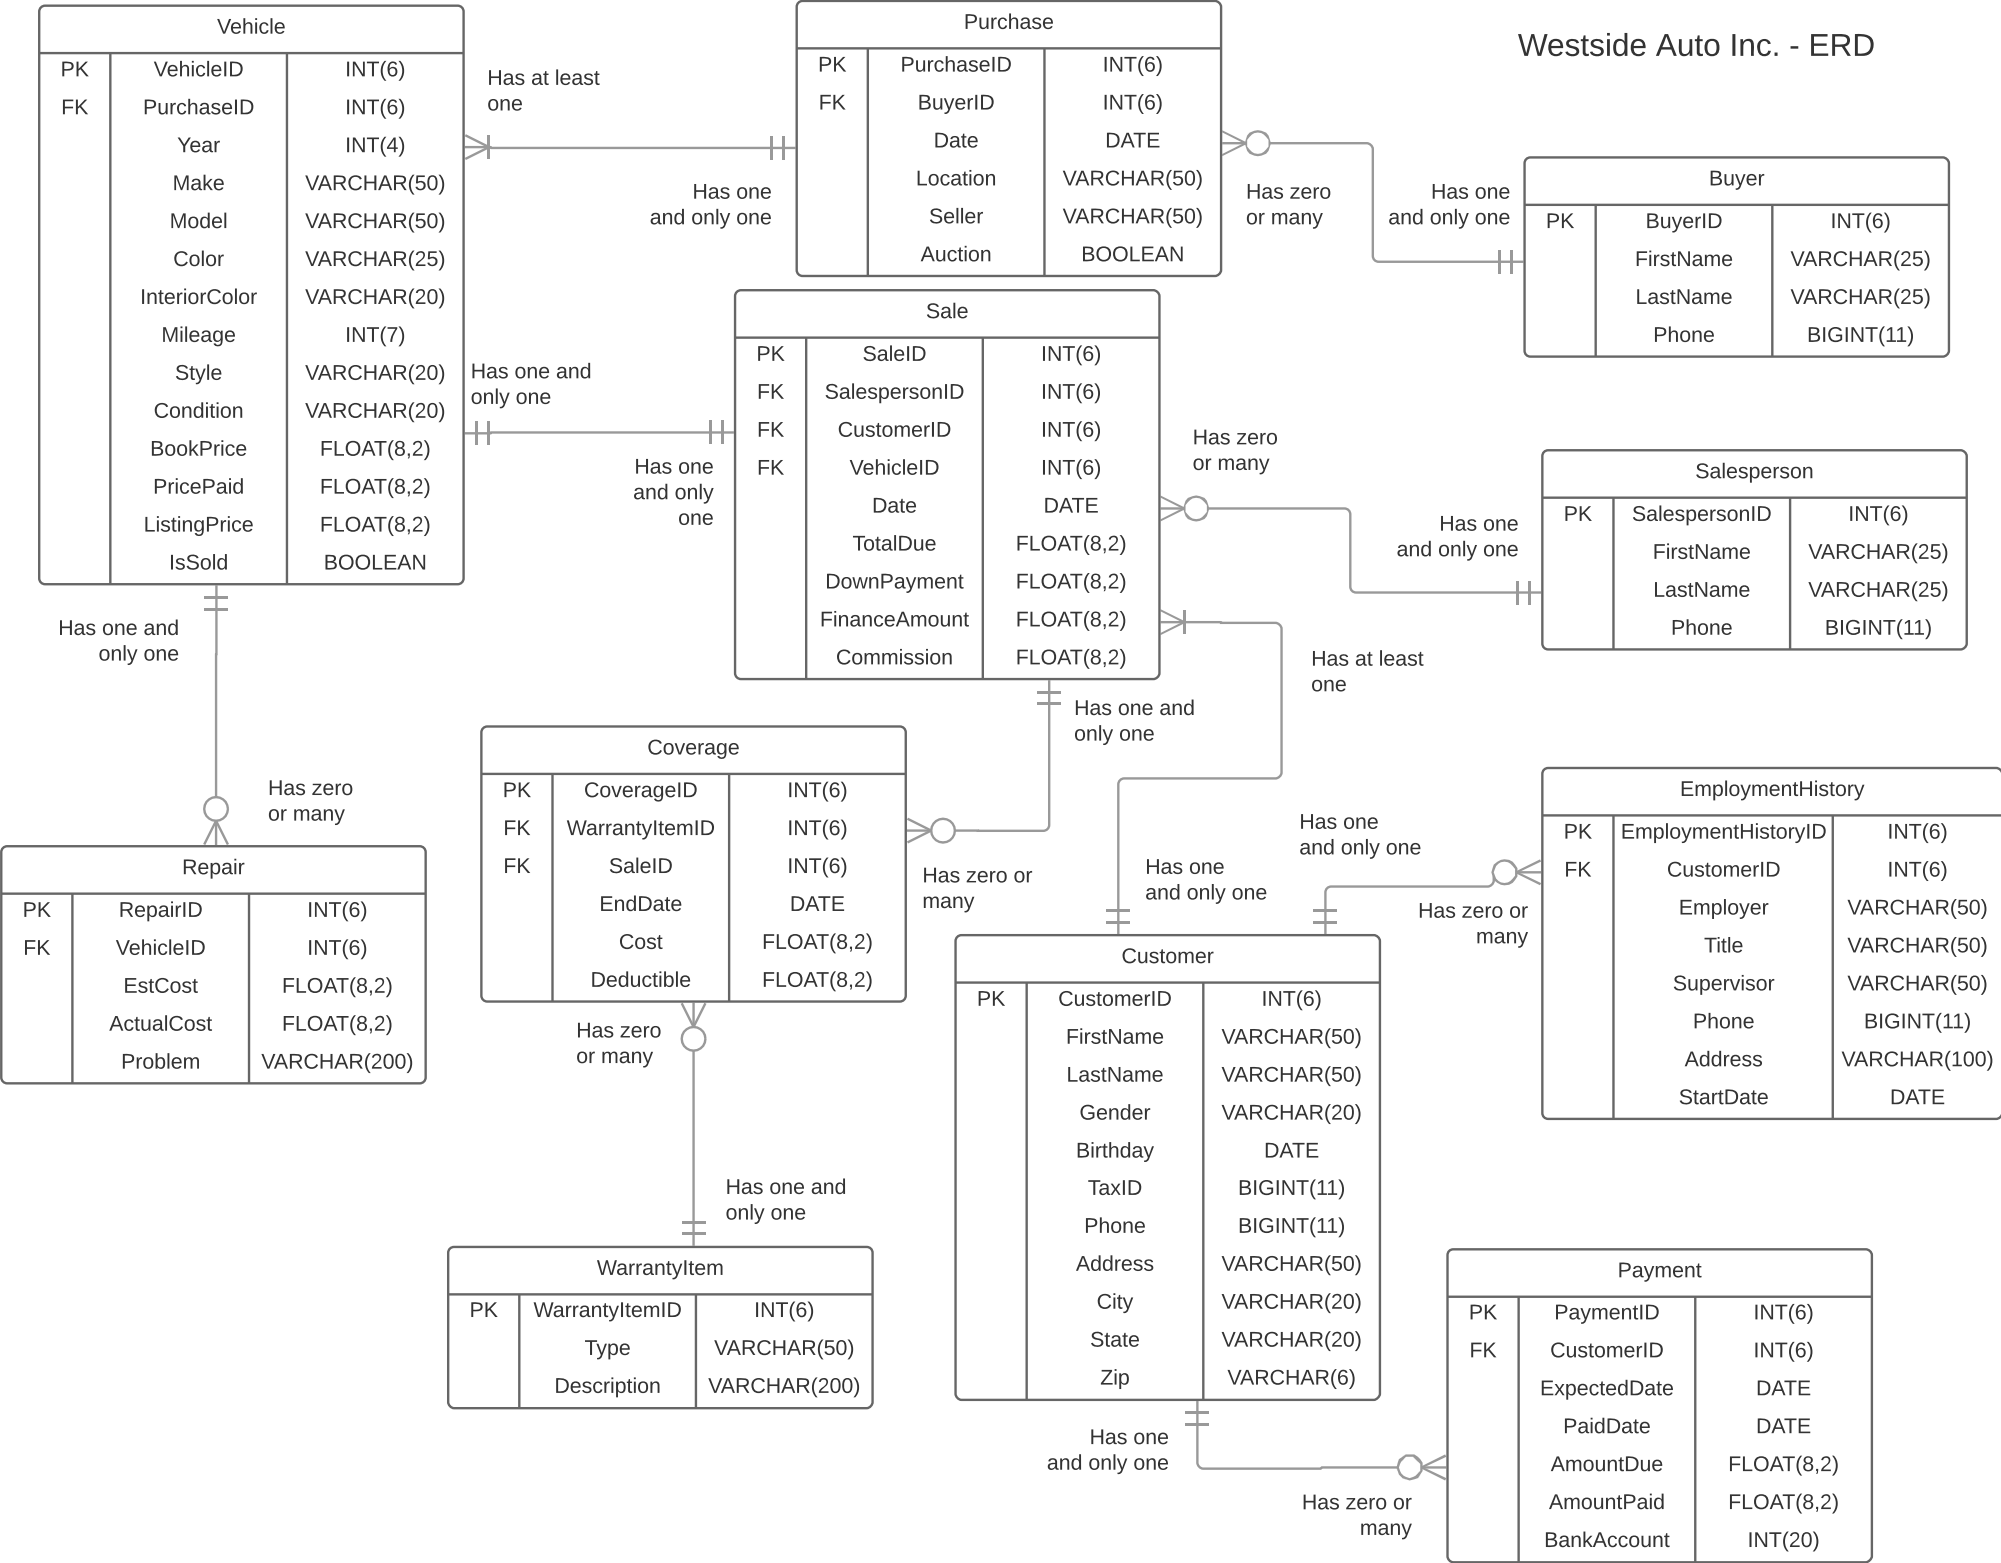 Westside Auto Inc. - ERD
Vehicle
PK VehicleID INT(6)
FK PurchaseID INT(6)
Year INT(4)
Make VARCHAR(50)
Model VARCHAR(50)
Color VARCHAR(25)
InteriorColor VARCHAR(20)
Mileage INT(7)
Style VARCHAR(20)
Condition VARCHAR(20)
BookPrice FLOAT(8,2)
PricePaid FLOAT(8,2)
ListingPrice FLOAT(8,2)
IsSold BOOLEAN
Has at least
one
Has one
and only one
Purchase
PK PurchaseID INT(6)
FK BuyerID INT(6)
Date DATE
Location VARCHAR(50)
Seller VARCHAR(50)
Auction BOOLEAN
Has zero
or many
Has one
and only one
Buyer
PK BuyerID INT(6)
FirstName VARCHAR(25)
LastName VARCHAR(25)
Phone BIGINT(11)
Has one and
only one
Has one
and only
one
Sale
PK SaleID INT(6)
FK SalespersonID INT(6)
FK CustomerID INT(6)
FK VehicleID INT(6)
Date DATE
TotalDue FLOAT(8,2)
DownPayment FLOAT(8,2)
FinanceAmount FLOAT(8,2)
Commission FLOAT(8,2)
Has zero
or many
Has one
and only one
Salesperson
PK SalespersonID INT(6)
FirstName VARCHAR(25)
LastName VARCHAR(25)
Phone BIGINT(11)
Has one and
only one
Has zero
or many
Repair
PK RepairID INT(6)
FK VehicleID INT(6)
EstCost FLOAT(8,2)
ActualCost FLOAT(8,2)
Problem VARCHAR(200)
Has one and
only one
Has zero or
many
Coverage
PK CoverageID INT(6)
FK WarrantyItemID INT(6)
FK SaleID INT(6)
EndDate DATE
Cost FLOAT(8,2)
Deductible FLOAT(8,2)
Has zero
or many
Has one and
only one
WarrantyItem
PK WarrantyItemID INT(6)
Type VARCHAR(50)
Description VARCHAR(200)
Has at least
one
Has one
and only one
Customer
PK CustomerID INT(6)
FirstName VARCHAR(50)
LastName VARCHAR(50)
Gender VARCHAR(20)
Birthday DATE
TaxID BIGINT(11)
Phone BIGINT(11)
Address VARCHAR(50)
City VARCHAR(20)
State VARCHAR(20)
Zip VARCHAR(6)
Has one
and only one
Has zero or
many
EmploymentHistory
PK EmploymentHistoryID INT(6)
FK CustomerID INT(6)
Employer VARCHAR(50)
Title VARCHAR(50)
Supervisor VARCHAR(50)
Phone BIGINT(11)
Address VARCHAR(100)
StartDate DATE
Has one
and only one
Has zero or
many
Payment
PK PaymentID INT(6)
FK CustomerID INT(6)
ExpectedDate DATE
PaidDate DATE
AmountDue FLOAT(8,2)
AmountPaid FLOAT(8,2)
BankAccount INT(20)